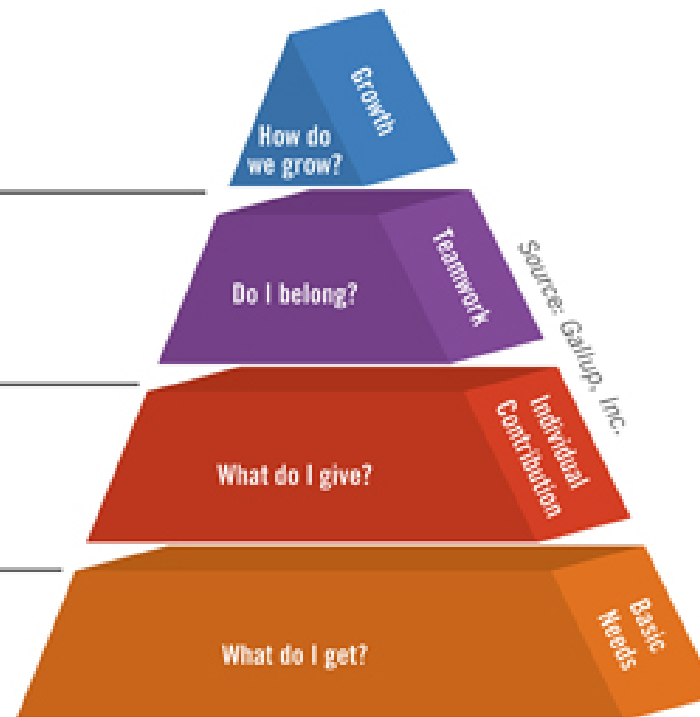 Growth
How do
we grow?
Teamwork
Do I belong?
Source: Gallup, Inc.
Individual
Contribution
What do I give?
Basic
Needs
What do I get?